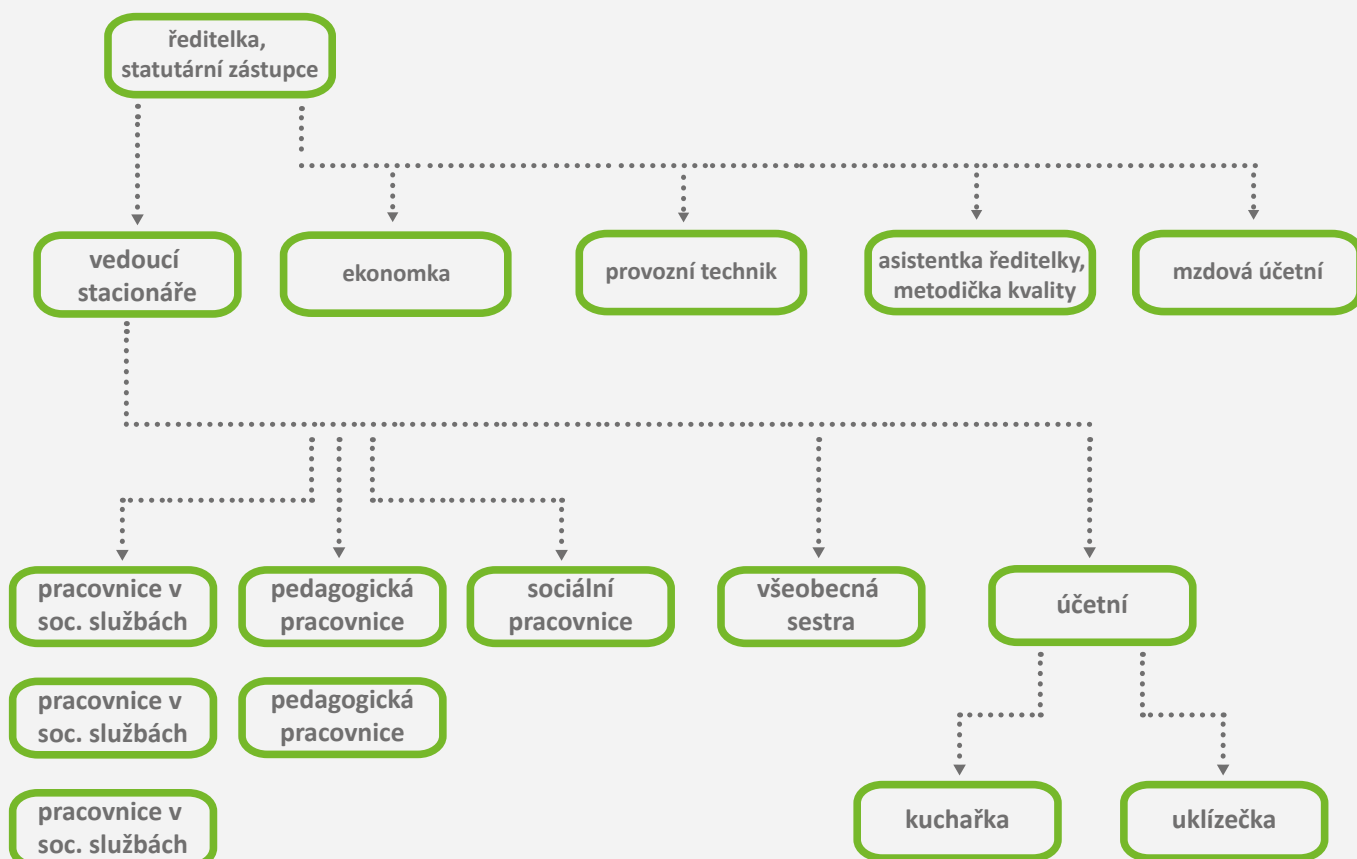 ředitelka,
statutární zástupce
vedoucí
stacionáře
ekonomka
provozní technik
asistentka ředitelky,
metodička kvality
mzdová účetní
pracovnice v
soc. službách
pedagogická
pracovnice
sociální
pracovnice
všeobecná
sestra
účetní
pracovnice v
soc. službách
pedagogická
pracovnice
pracovnice v
soc. službách
kuchařka
uklízečka